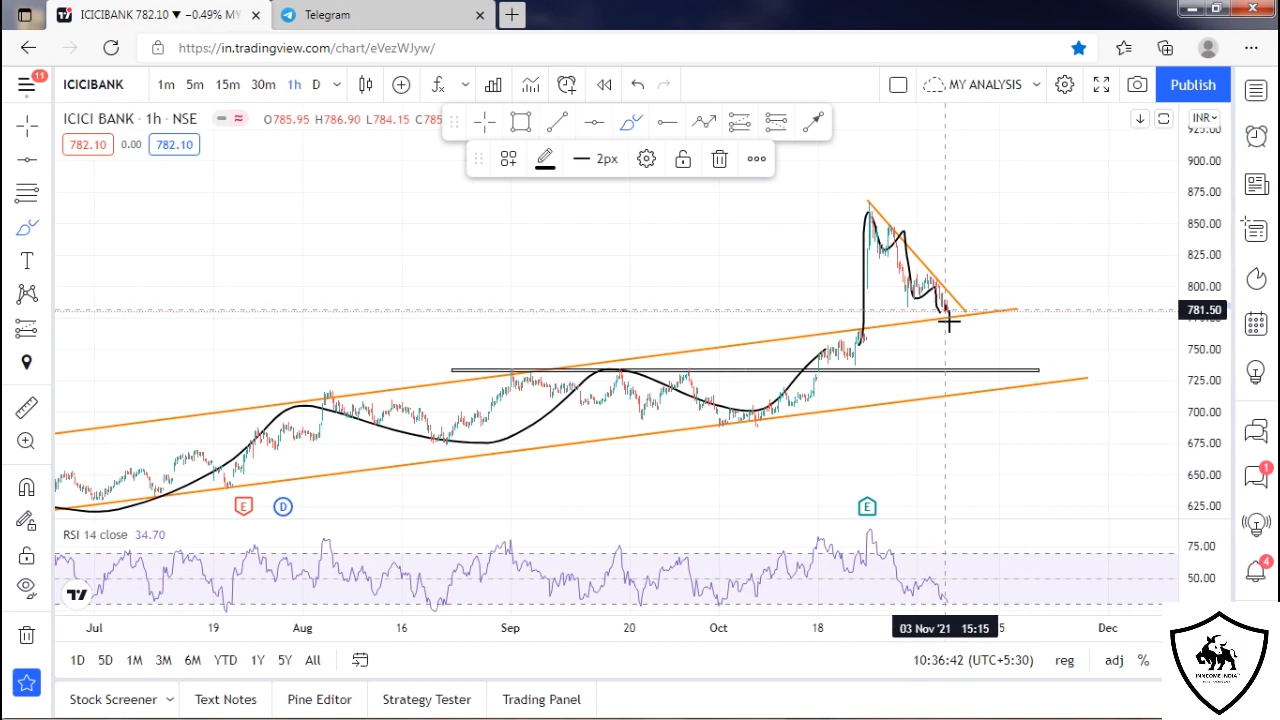 ICICIBANK 782.10 ▼ −0.49% MY
Telegram
https://in.tradingview.com/chart/eVezWJyw/
11
ICICIBANK 1m 5m 15m 30m 1h D
MY ANALYSIS
Publish
ICICI BANK · 1h · NSE
O785.95 H786.90 L784.15 C785
INR
782.10 0.00 782.10
2px
925.00
900.00
875.00
850.00
825.00
800.00
781.50
750.00
725.00
700.00
675.00
650.00
625.00
E D E
RSI 14 close 34.70
75.00
50.00
1
4
Jul 19 Aug 16 Sep 20 Oct 18 03 Nov '21 15:15 Dec
1D 5D 1M 3M 6M YTD 1Y 5Y All
10:36:42 (UTC+5:30) reg adj %
Stock Screener Text Notes Pine Editor Strategy Tester Trading Panel
INNCOME INDIA